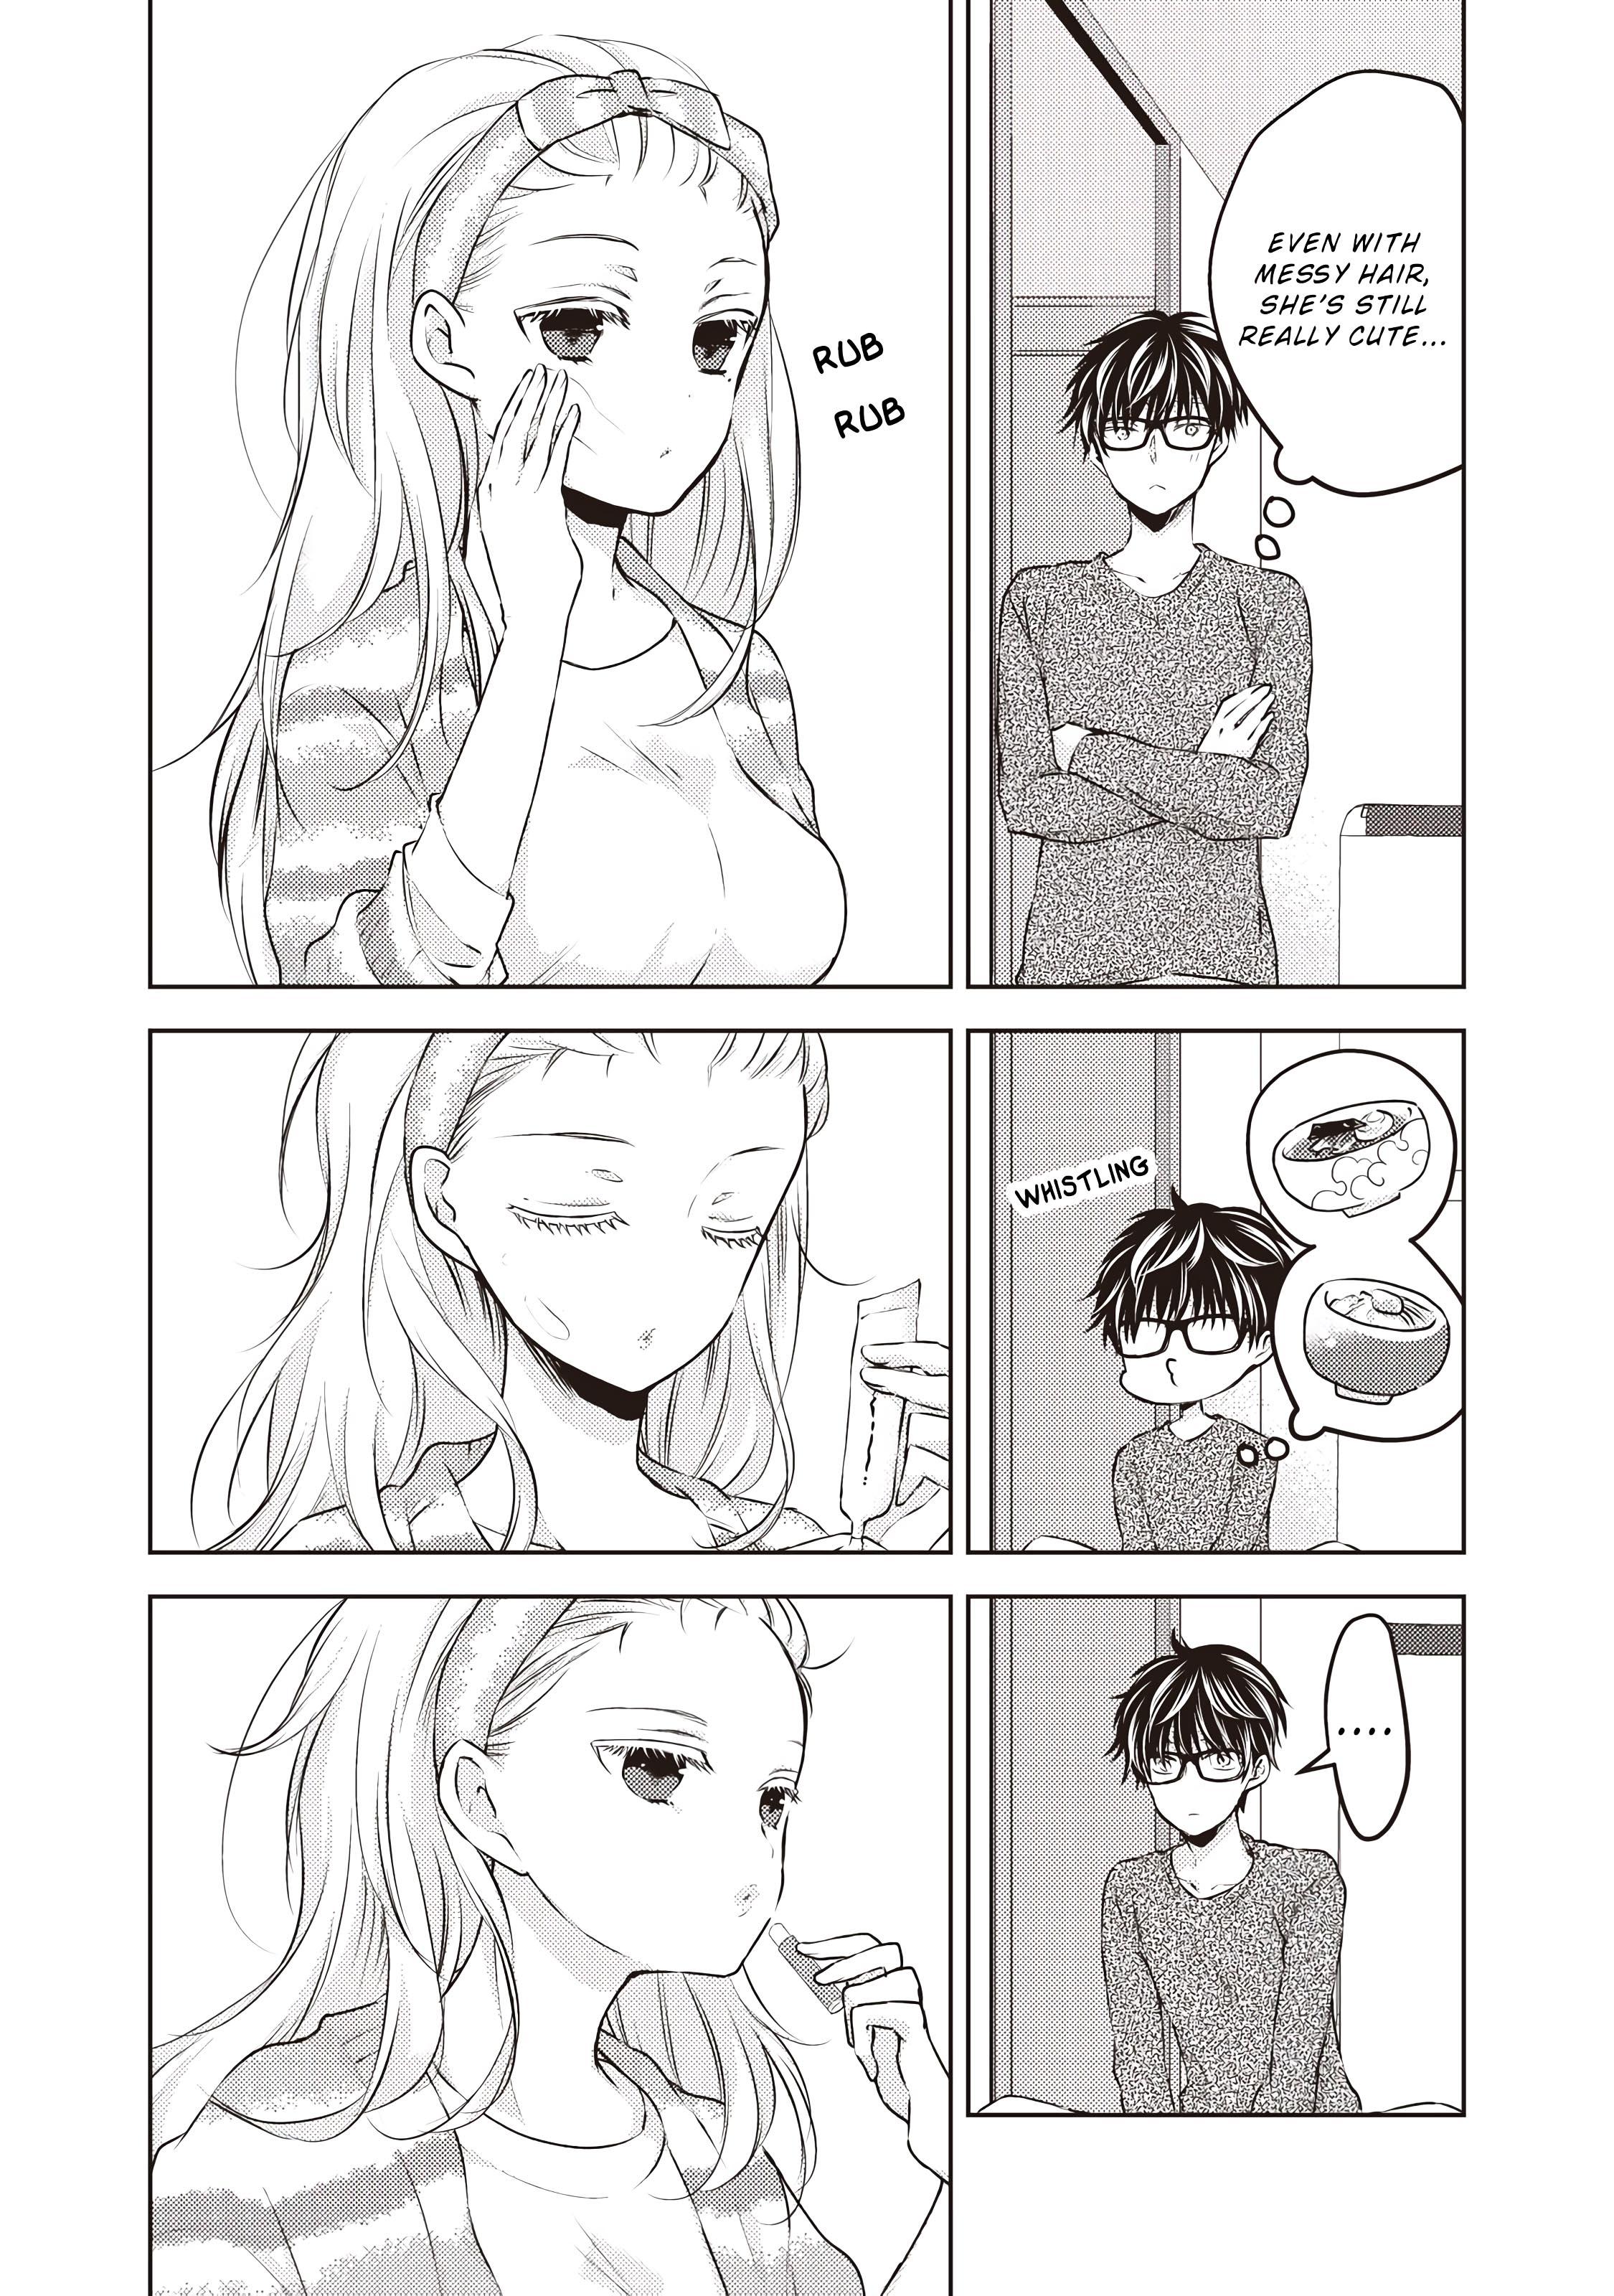 EVEN WITH
MESSY HAIR,
SHE'S STILL
REALLY CUTE...
RUB
RUB
WHISTLING
....